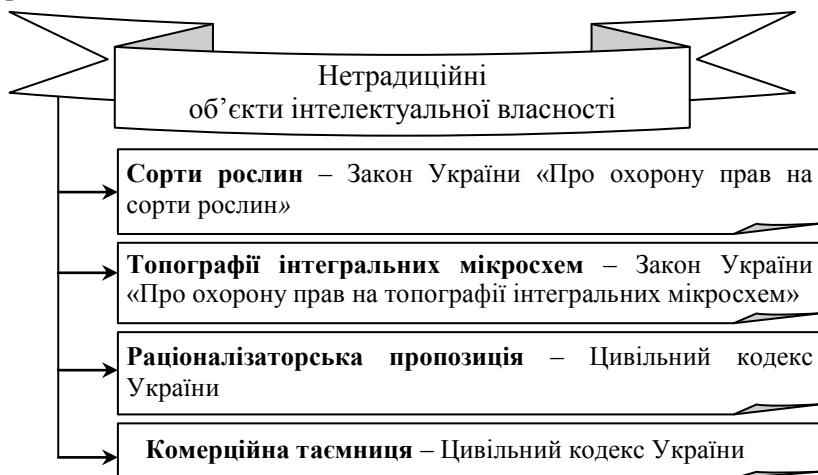 Нетрадиційні
об’єкти інтелектуальної власності
Сорти рослин – Закон України «Про охорону прав на
сорти рослин»
Топографії інтегральних мікросхем – Закон України
«Про охорону прав на топографії інтегральних мікросхем»
Раціоналізаторська пропозиція – Цивільний кодекс
України
Комерційна таємниця – Цивільний кодекс України